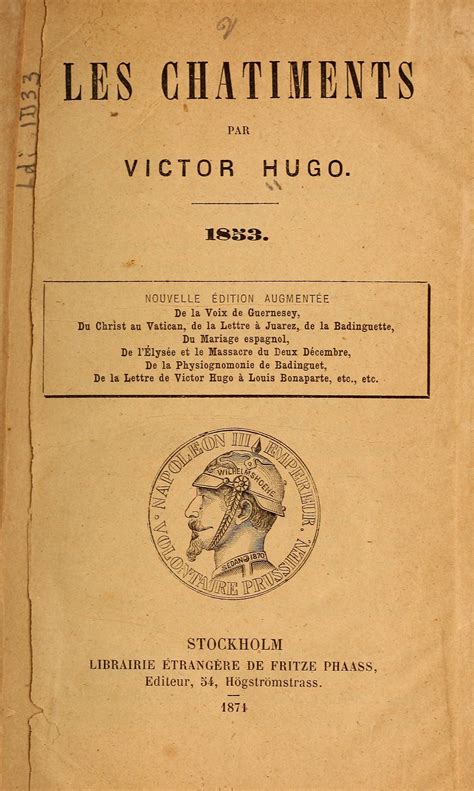 LES CHATIMENTS
PAR
VICTOR HUGO.
1853.
NOUVELLE ÉDITION AUGMENTÉE
De la Voix de Guernesey,
Du Christ au Vatican, de la Lettre à Juarez, de la Badinguette,
Du Mariage espagnol,
De l'Élysée et le Massacre du Deux Décembre,
De la Physiognomonie de Badinguet,
De la Lettre de Victor Hugo à Louis Bonaparte, etc., etc.
NAPOLEON III EMPEREUR.
VOLONTAIRE PRUSSIEN.
WILHELMSHOEHE
SEDAN 1870
STOCKHOLM
LIBRAIRIE ÉTRANGÈRE DE FRITZE PHAASS,
Editeur, 54, Högströmstrass.
1871